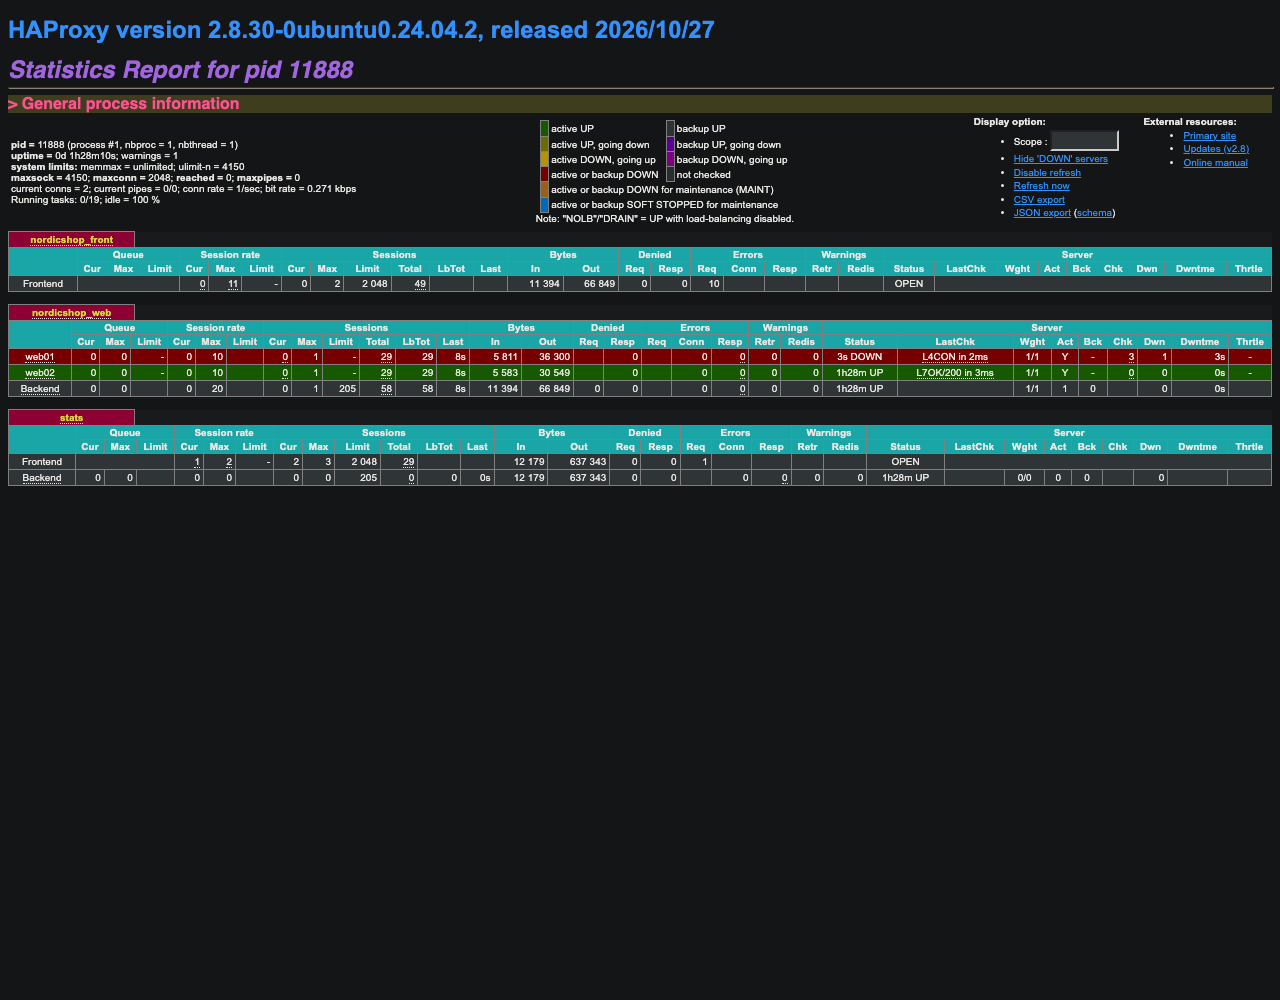 HAProxy version 2.8.30-0ubuntu0.24.04.2, released 2026/10/27
Statistics Report for pid 11888
> General process information
pid = 11888 (process #1, nbproc = 1, nbthread = 1)
uptime = 0d 1h28m10s; warnings = 1
system limits: memmax = unlimited; ulimit-n = 4150
maxsock = 4150; maxconn = 2048; reached = 0; maxpipes = 0
current conns = 2; current pipes = 0/0; conn rate = 1/sec; bit rate = 0.271 kbps
Running tasks: 0/19; idle = 100 %
active UP backup UP
active UP, going down backup UP, going down
active DOWN, going up backup DOWN, going up
active or backup DOWN not checked
active or backup DOWN for maintenance (MAINT)
active or backup SOFT STOPPED for maintenance
Note: "NOLB"/"DRAIN" = UP with load-balancing disabled.
Display option:
Scope :
Hide 'DOWN' servers
Disable refresh
Refresh now
CSV export
JSON export (schema)
External resources:
Primary site
Updates (v2.8)
Online manual
nordicshop_front
Queue Session rate Sessions Bytes Denied Errors Warnings Server
Cur Max Limit Cur Max Limit Cur Max Limit Total LbTot Last In Out Req Resp Req Conn Resp Retr Redis Status LastChk Wght Act Bck Chk Dwn Dwntme Thrtle
Frontend 0 11 - 0 2 2 048 49 11 394 66 849 0 0 10 OPEN
nordicshop_web
Queue Session rate Sessions Bytes Denied Errors Warnings Server
Cur Max Limit Cur Max Limit Cur Max Limit Total LbTot Last In Out Req Resp Req Conn Resp Retr Redis Status LastChk Wght Act Bck Chk Dwn Dwntme Thrtle
web01 0 0 - 0 10 0 1 - 29 29 8s 5 811 36 300 0 0 0 0 0 3s DOWN L4CON in 2ms 1/1 Y - 3 1 3s -
web02 0 0 - 0 10 0 1 - 29 29 8s 5 583 30 549 0 0 0 0 0 1h28m UP L7OK/200 in 3ms 1/1 Y - 0 0 0s -
Backend 0 0 0 20 0 1 205 58 58 8s 11 394 66 849 0 0 0 0 0 0 1h28m UP 1/1 1 0 0 0s
stats
Queue Session rate Sessions Bytes Denied Errors Warnings Server
Cur Max Limit Cur Max Limit Cur Max Limit Total LbTot Last In Out Req Resp Req Conn Resp Retr Redis Status LastChk Wght Act Bck Chk Dwn Dwntme Thrtle
Frontend 1 2 - 2 3 2 048 29 12 179 637 343 0 0 1 OPEN
Backend 0 0 0 0 0 0 205 0 0 0s 12 179 637 343 0 0 0 0 0 0 1h28m UP 0/0 0 0 0